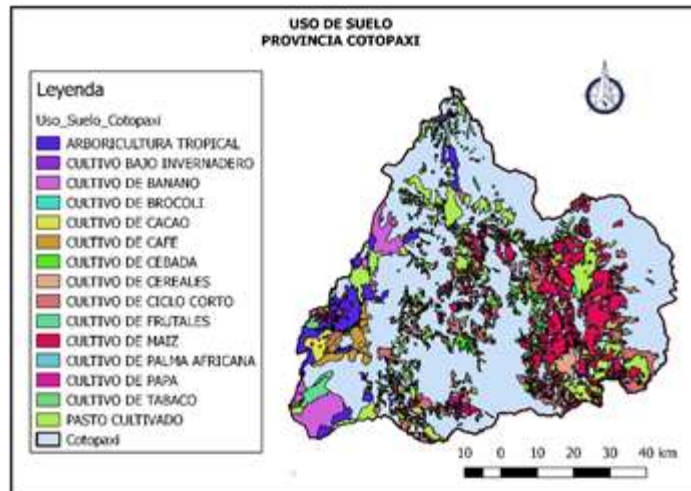 USO DE SUELO
PROVINCIA COTOPAXI
Leyenda
Uso_Suelo_Cotopaxi
ARBORICULTURA TROPICAL
CULTIVO BAJO INVERNADERO
CULTIVO DE BANANO
CULTIVO DE BROCOLI
CULTIVO DE CACAO
CULTIVO DE CAFÉ
CULTIVO DE CEBADA
CULTIVO DE CEREALES
CULTIVO DE CICLO CORTO
CULTIVO DE FRUTALES
CULTIVO DE MAIZ
CULTIVO DE PALMA AFRICANA
CULTIVO DE PAPA
CULTIVO DE TABACO
PASTO CULTIVADO
Cotopaxi
10 0 10 20 30 40 km